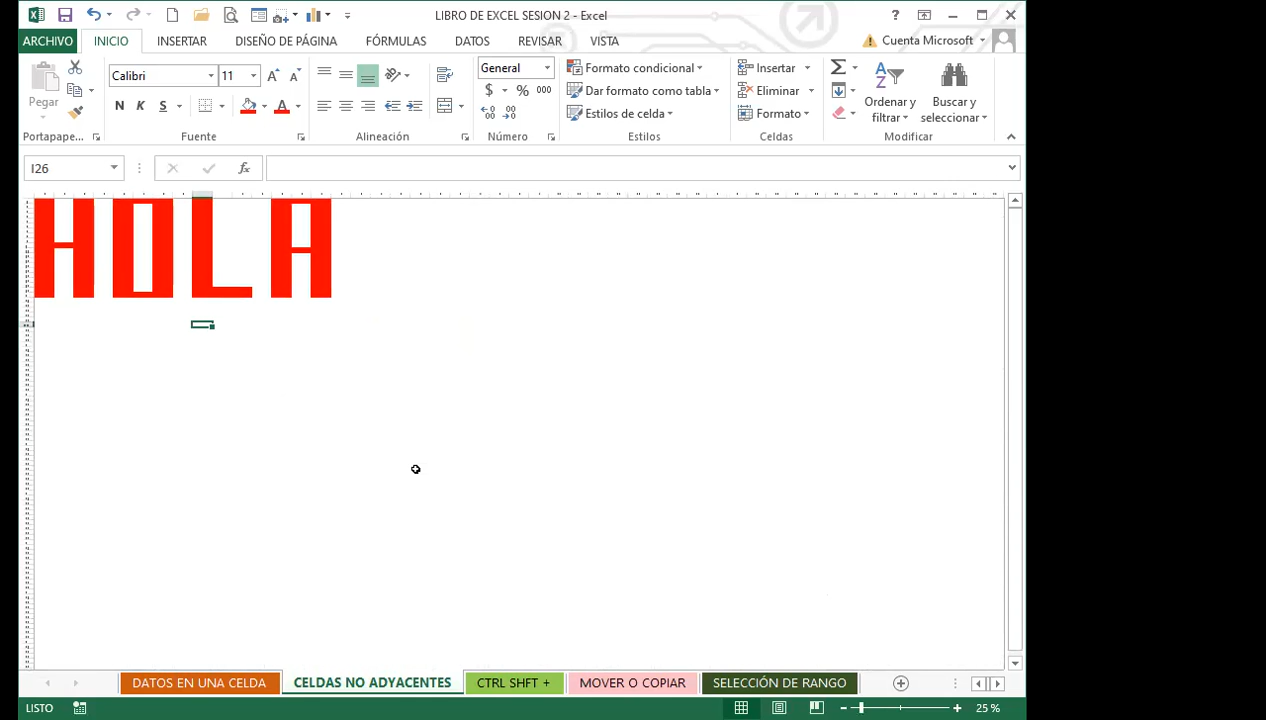 LIBRO DE EXCEL SESION 2 - Excel
ARCHIVO INICIO INSERTAR DISEÑO DE PÁGINA FÓRMULAS DATOS REVISAR VISTA Cuenta Microsoft
Calibri 11 General Formato condicional Insertar
Pegar $ % 000 Dar formato como tabla Eliminar Ordenar y filtrar Buscar y seleccionar
N K S A Estilos de celda Formato
Portapape... Fuente Alineación Número Estilos Celdas Modificar
I26 fx
HOLA
DATOS EN UNA CELDA CELDAS NO ADYACENTES CTRL SHFT + MOVER O COPIAR SELECCIÓN DE RANGO
LISTO 25 %